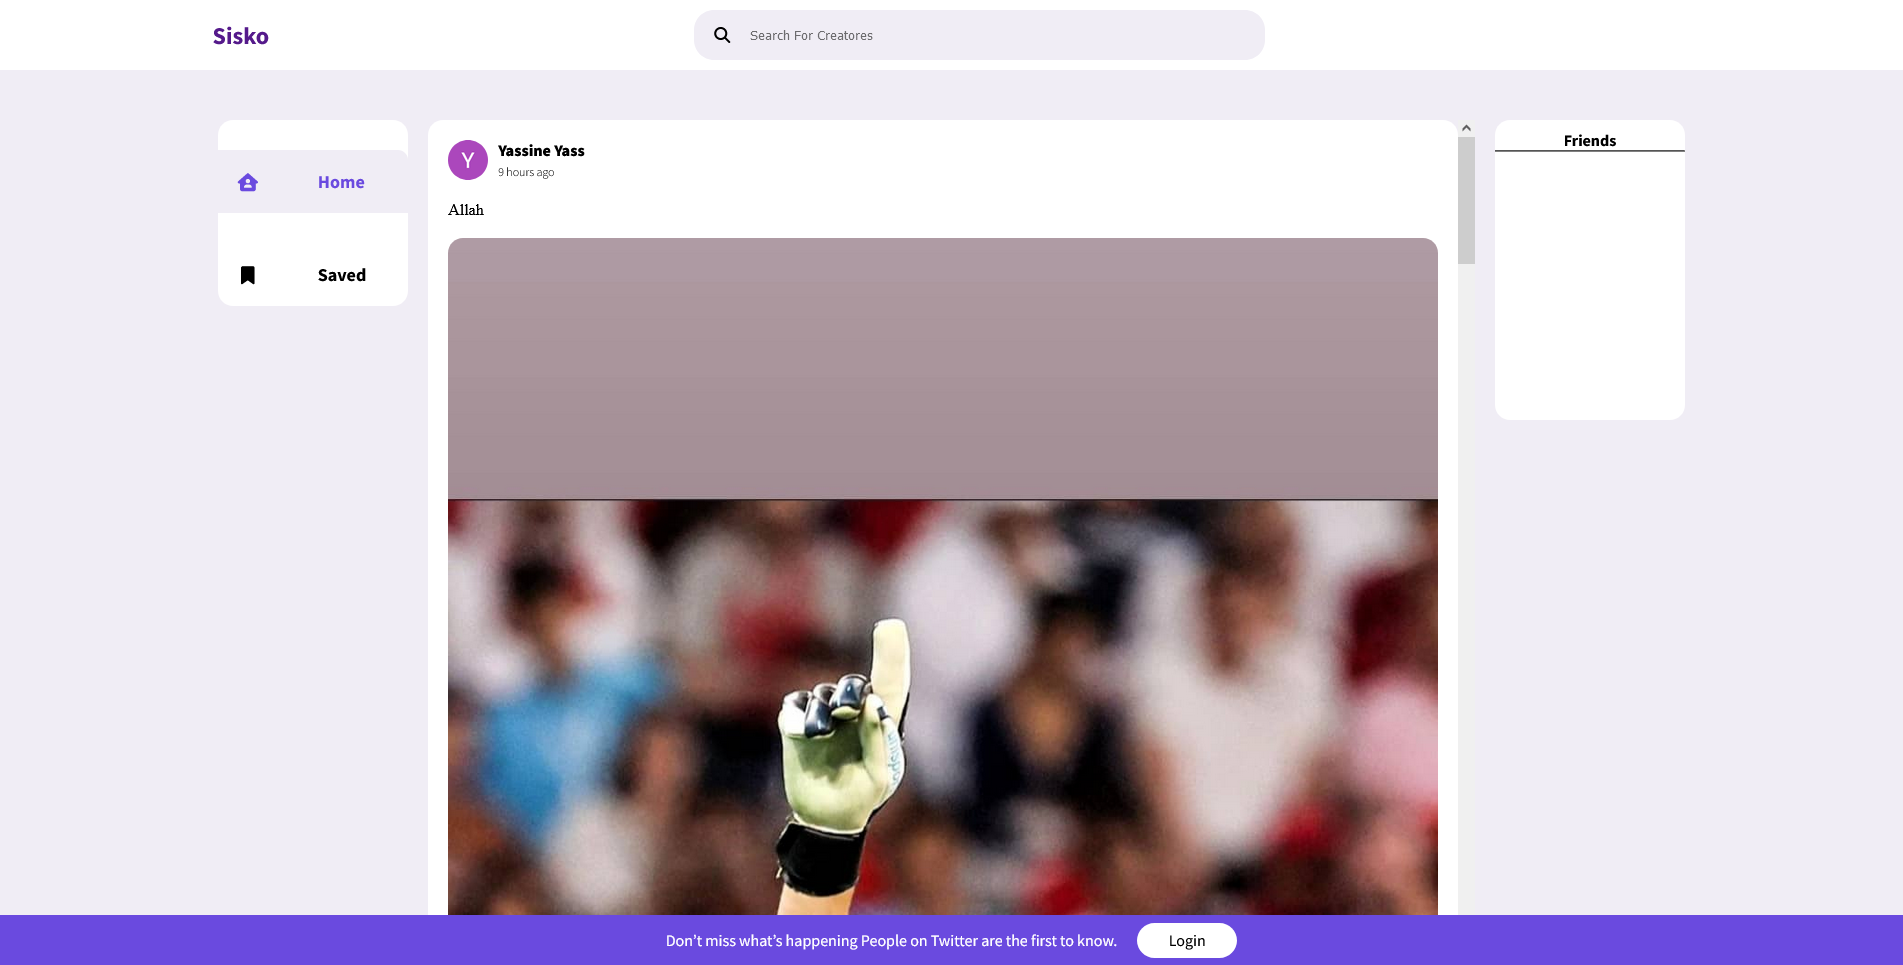 Sisko
Search For Creatores
Home
Saved
Y
Yassine Yass
9 hours ago
Allah
Friends
Don't miss what's happening People on Twitter are the first to know.
Login